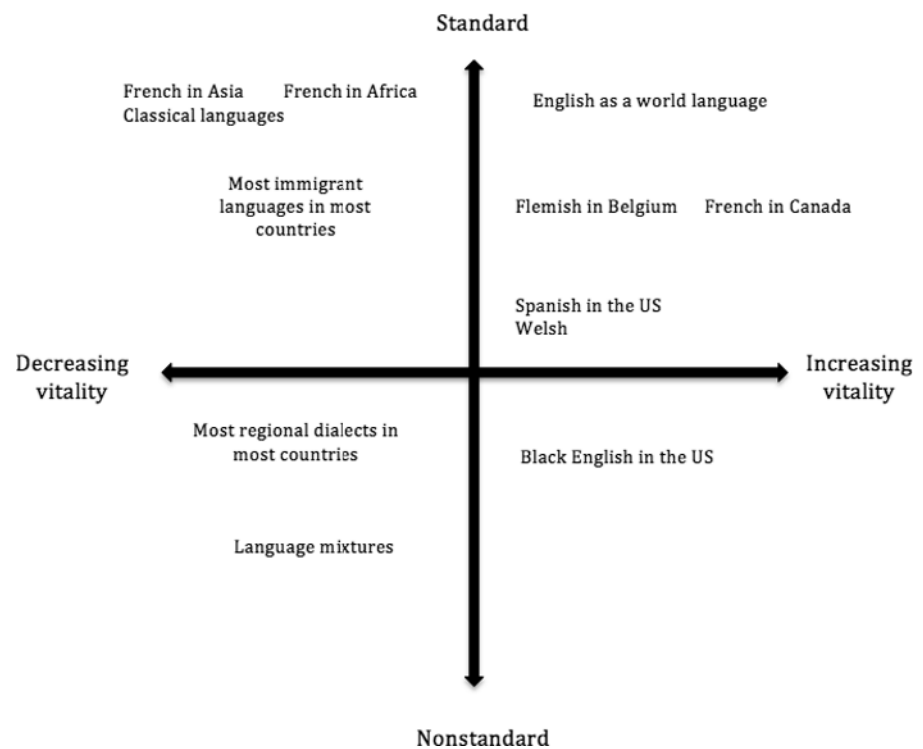 Standard
French in Asia French in Africa
Classical languages
English as a world language
Most immigrant
languages in most
countries
Flemish in Belgium French in Canada
Spanish in the US
Welsh
Decreasing
vitality
Increasing
vitality
Most regional dialects in
most countries
Black English in the US
Language mixtures
Nonstandard